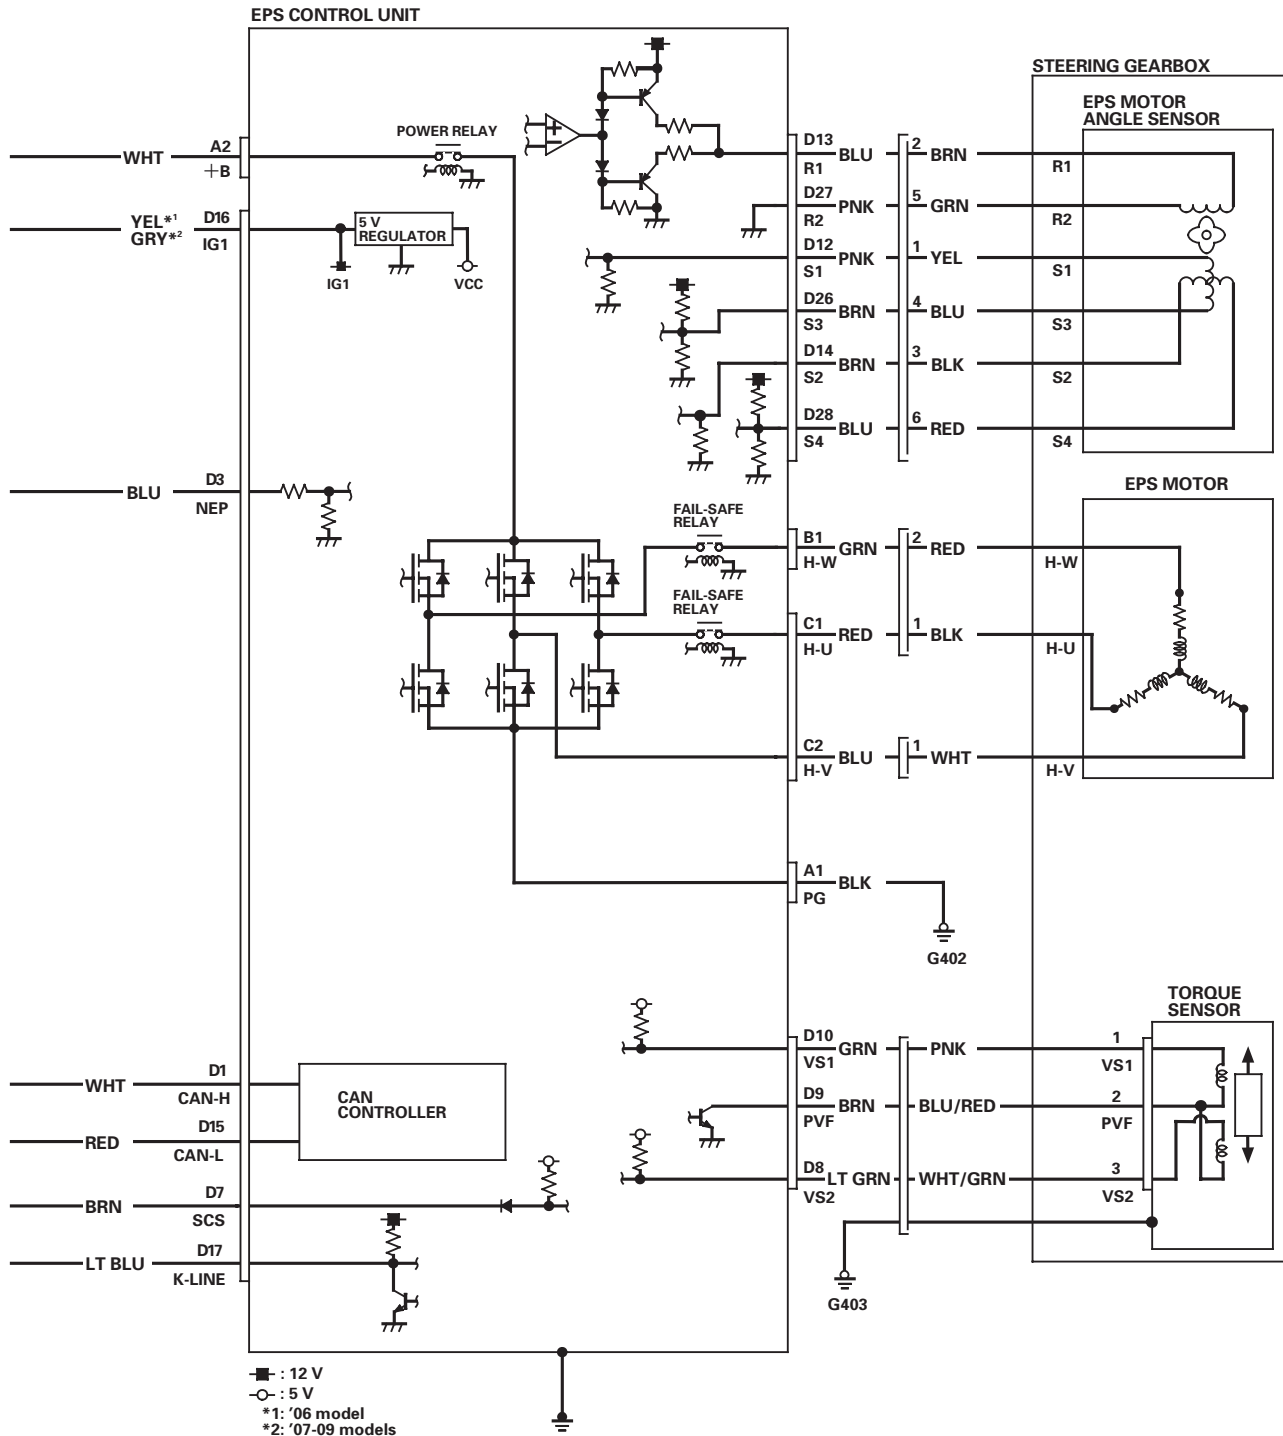 EPS CONTROL UNIT
STEERING GEARBOX
EPS MOTOR
ANGLE SENSOR
WHT
A2
+B
POWER RELAY
YEL*1
GRY*2
D16
IG1
5 V
REGULATOR
IG1
VCC
D13
R1
BLU
2
BRN
R1
D27
R2
PNK
5
GRN
R2
D12
S1
PNK
1
YEL
S1
D26
S3
BRN
4
BLU
S3
D14
S2
BRN
3
BLK
S2
D28
S4
BLU
6
RED
S4
BLU
D3
NEP
EPS MOTOR
FAIL-SAFE
RELAY
B1
H-W
GRN
2
RED
H-W
FAIL-SAFE
RELAY
C1
H-U
RED
1
BLK
H-U
C2
H-V
BLU
1
WHT
H-V
A1
PG
BLK
G402
TORQUE
SENSOR
D10
VS1
GRN
PNK
1
VS1
WHT
D1
CAN-H
CAN
CONTROLLER
D9
PVF
BRN
BLU/RED
2
PVF
RED
D15
CAN-L
D8
VS2
LT GRN
WHT/GRN
3
VS2
BRN
D7
SCS
LT BLU
D17
K-LINE
G403
: 12 V
: 5 V
*1: '06 model
*2: '07-09 models